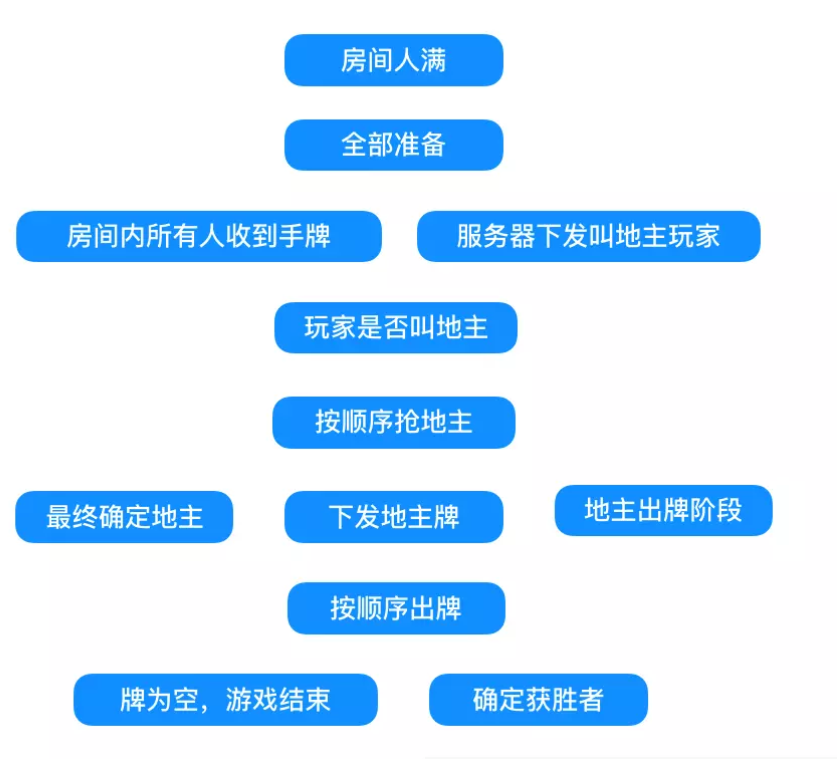 房间人满
全部准备
房间内所有人收到手牌
服务器下发叫地主玩家
玩家是否叫地主
按顺序抢地主
最终确定地主
下发地主牌
地主出牌阶段
按顺序出牌
牌为空，游戏结束
确定获胜者